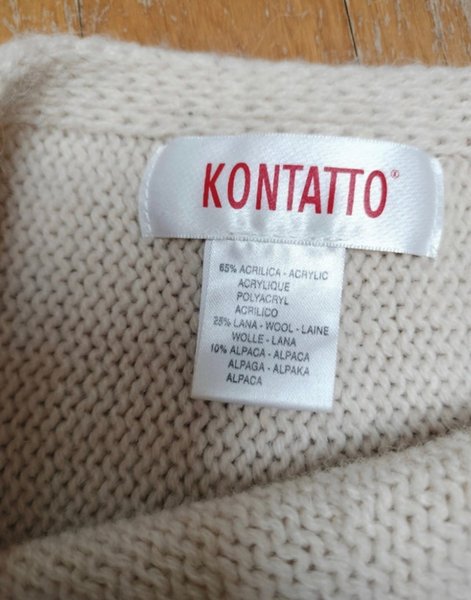 KONTATTO®
65% ACRILICA - ACRYLIC
ACRYLIQUE
POLYACRYL
ACRILICO
25% LANA - WOOL - LAINE
WOLLE - LANA
10% ALPACA - ALPACA
ALPAGA - ALPAKA
ALPACA